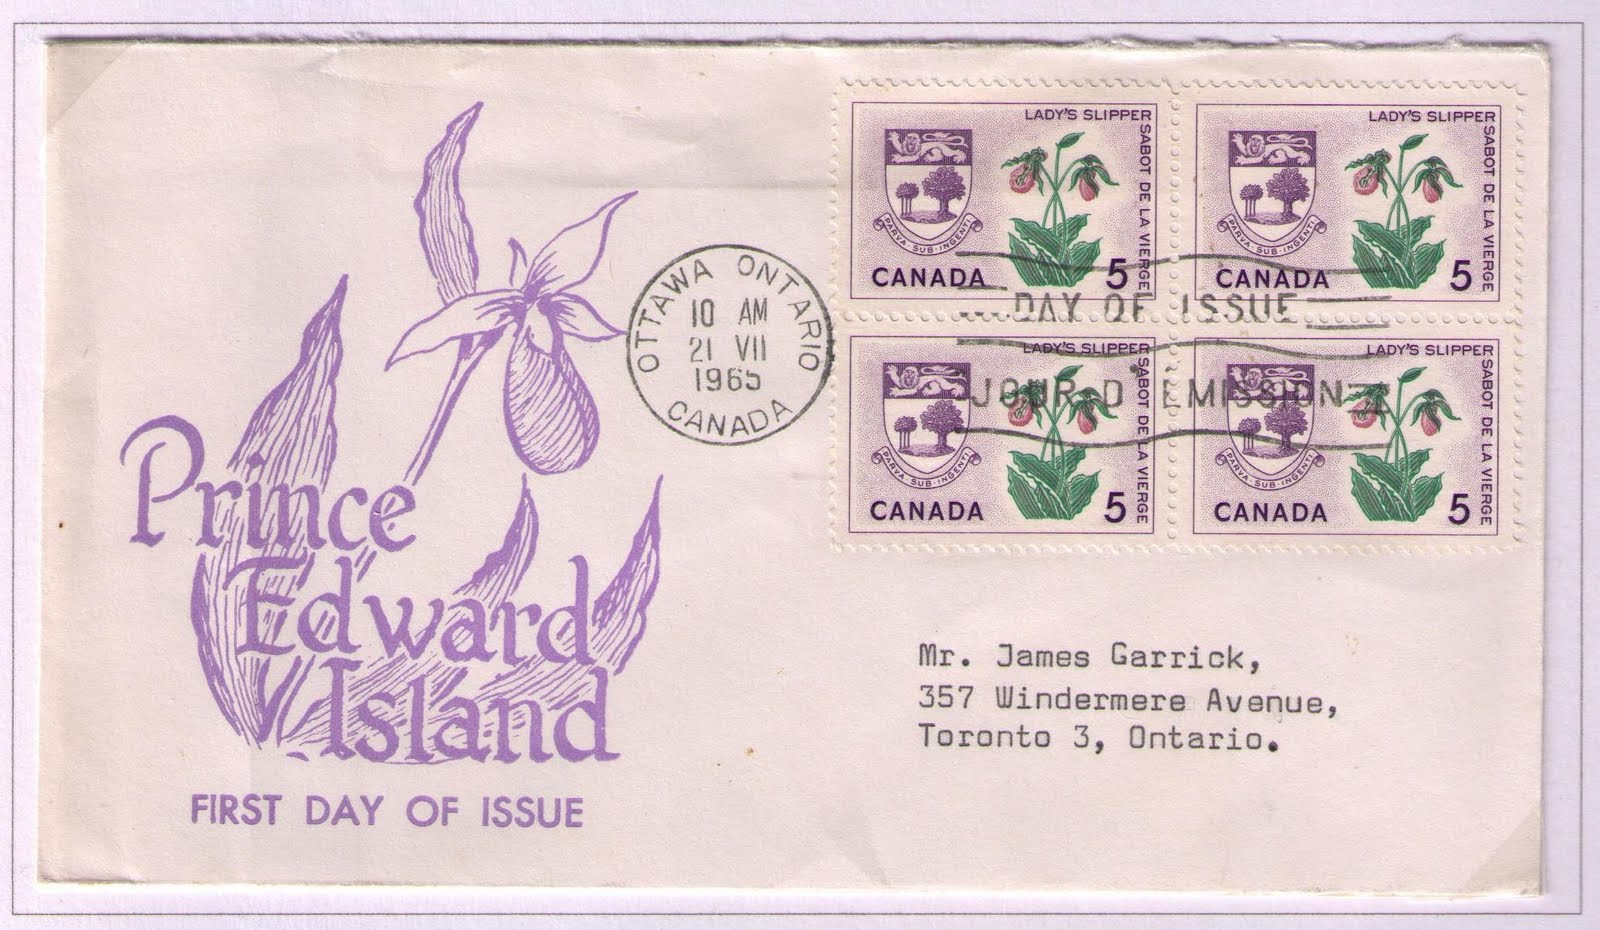 Prince
Edward
Island
FIRST DAY OF ISSUE
OTTAWA ONTARIO
10 AM
21 VII
1965
CANADA
LADY'S SLIPPER
SABOT DE LA VIERGE
PARVA SUB INGENTI
CANADA 5
LADY'S SLIPPER
SABOT DE LA VIERGE
PARVA SUB INGENTI
CANADA 5
DAY OF ISSUE
JOUR D'EMISSION
LADY'S SLIPPER
SABOT DE LA VIERGE
PARVA SUB INGENTI
CANADA 5
LADY'S SLIPPER
SABOT DE LA VIERGE
PARVA SUB INGENTI
CANADA 5
Mr. James Garrick,
357 Windermere Avenue,
Toronto 3, Ontario.